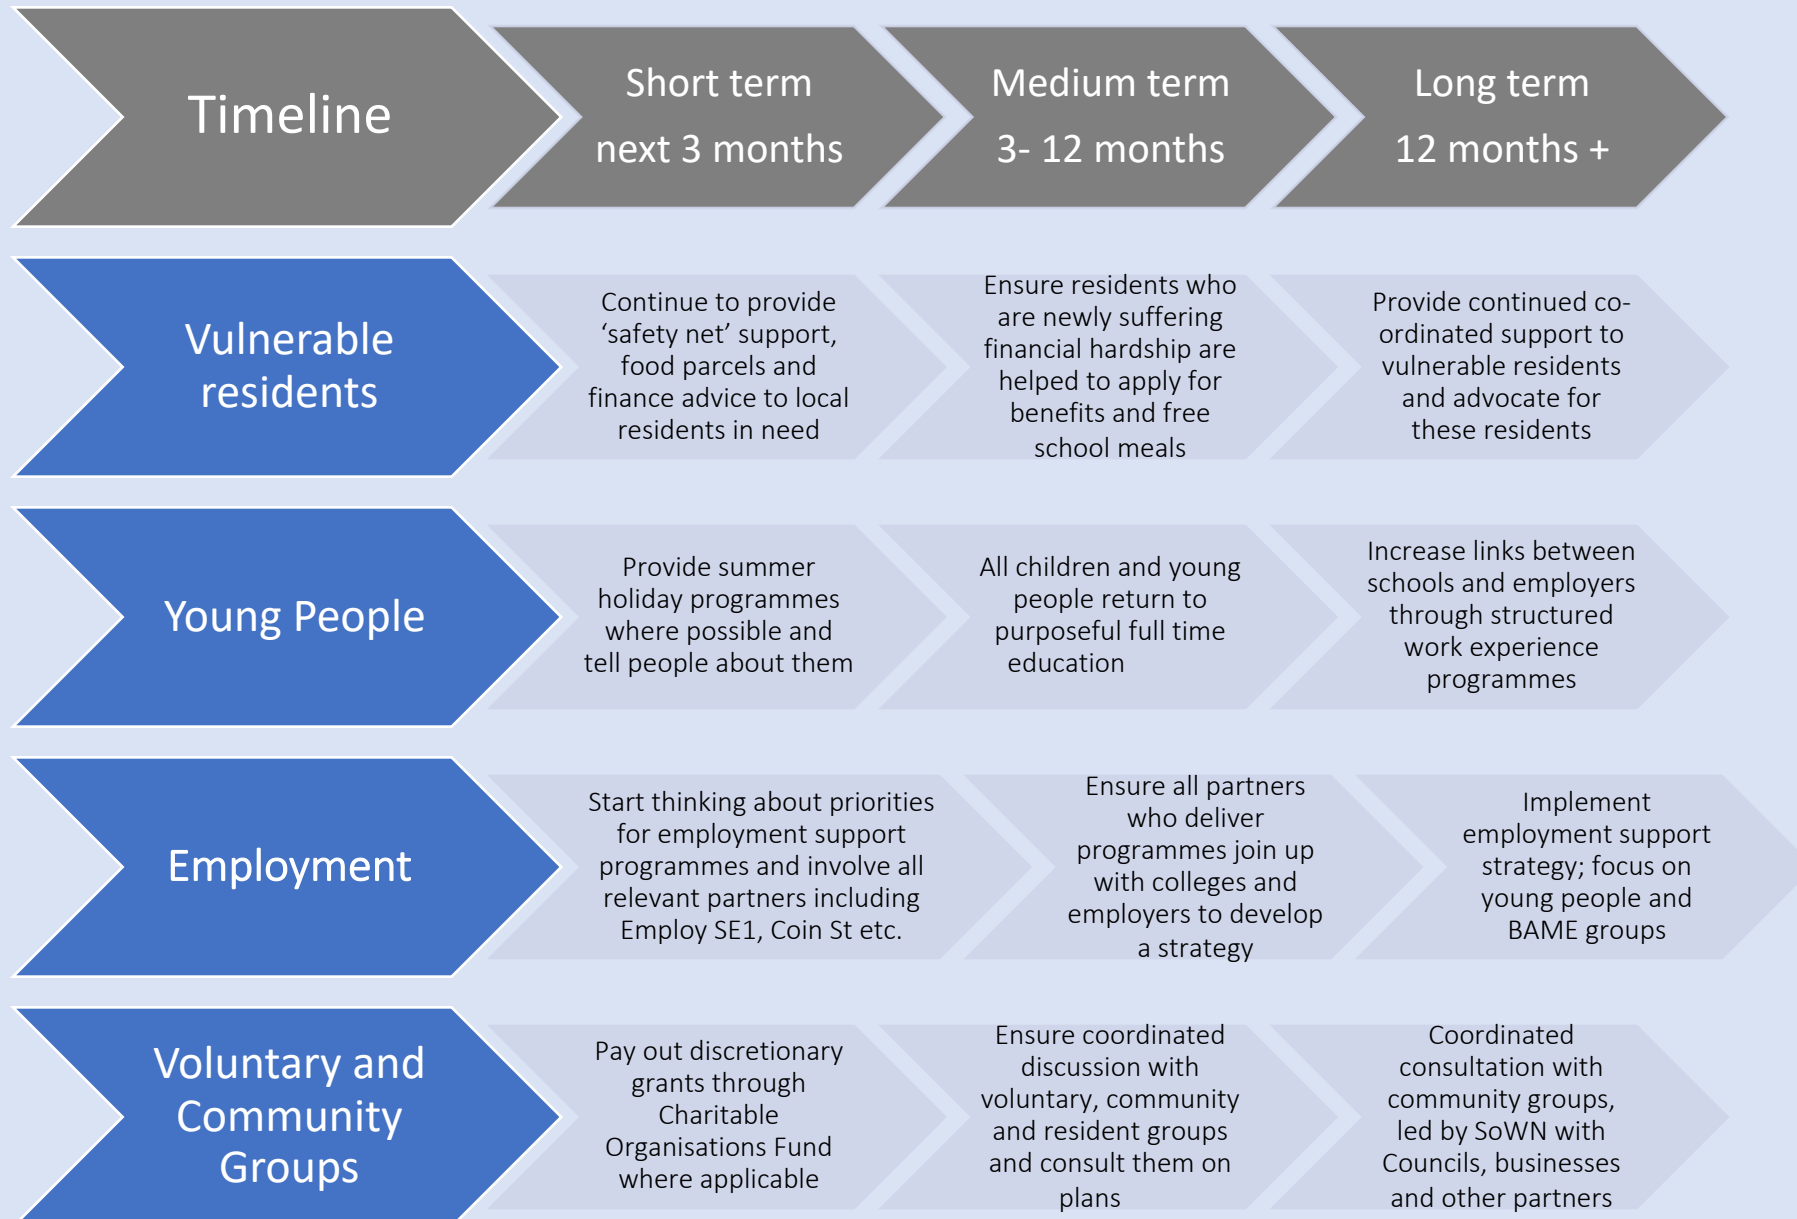 Timeline
Short term
next 3 months
Medium term
3- 12 months
Long term
12 months +
Vulnerable
residents
Continue to provide
‘safety net’ support,
food parcels and
finance advice to local
residents in need
Ensure residents who
are newly suffering
financial hardship are
helped to apply for
benefits and free
school meals
Provide continued co-
ordinated support to
vulnerable residents
and advocate for
these residents
Young People
Provide summer
holiday programmes
where possible and
tell people about them
All children and young
people return to
purposeful full time
education
Increase links between
schools and employers
through structured
work experience
programmes
Employment
Start thinking about priorities
for employment support
programmes and involve all
relevant partners including
Employ SE1, Coin St etc.
Ensure all partners
who deliver
programmes join up
with colleges and
employers to develop
a strategy
Implement
employment support
strategy; focus on
young people and
BAME groups
Voluntary and
Community
Groups
Pay out discretionary
grants through
Charitable
Organisations Fund
where applicable
Ensure coordinated
discussion with
voluntary, community
and resident groups
and consult them on
plans
Coordinated
consultation with
community groups,
led by SoWN with
Councils, businesses
and other partners